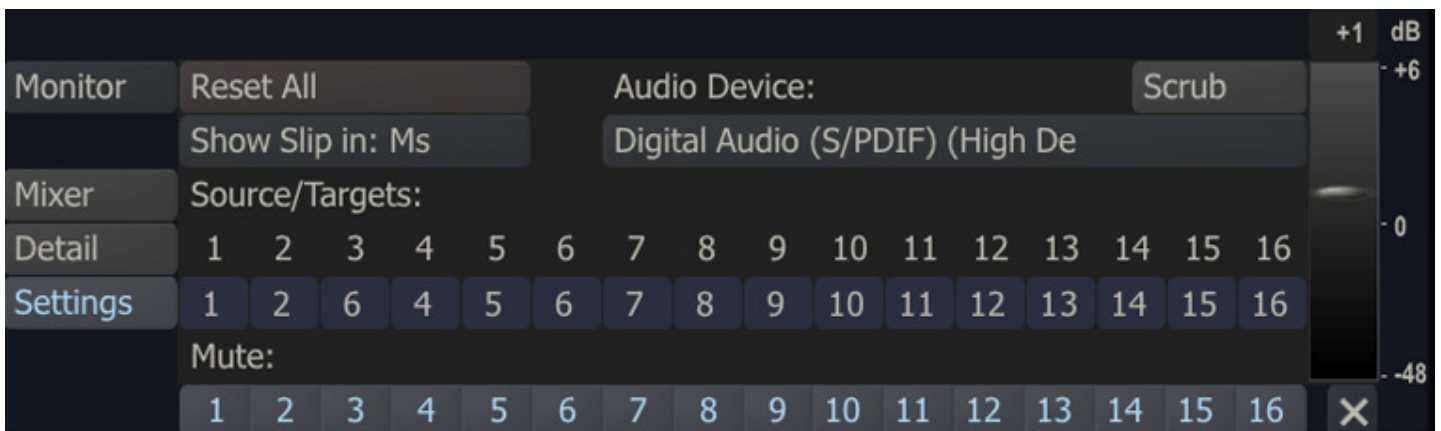 +1 dB
Monitor Reset All Audio Device: Scrub +6
Show Slip in: Ms Digital Audio (S/PDIF) (High De
Mixer Source/Targets:
Detail 1 2 3 4 5 6 7 8 9 10 11 12 13 14 15 16 0
Settings 1 2 6 4 5 6 7 8 9 10 11 12 13 14 15 16
Mute: -48
1 2 3 4 5 6 7 8 9 10 11 12 13 14 15 16 ×